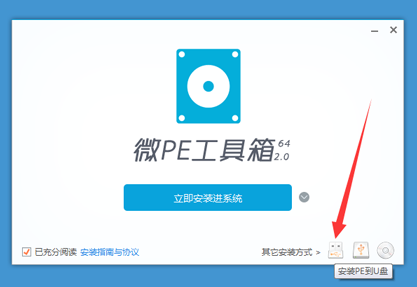 微PE工具箱 64
2.0
立即安装进系统
已充分阅读 安装指南与协议
其它安装方式 >
安装PE到U盘